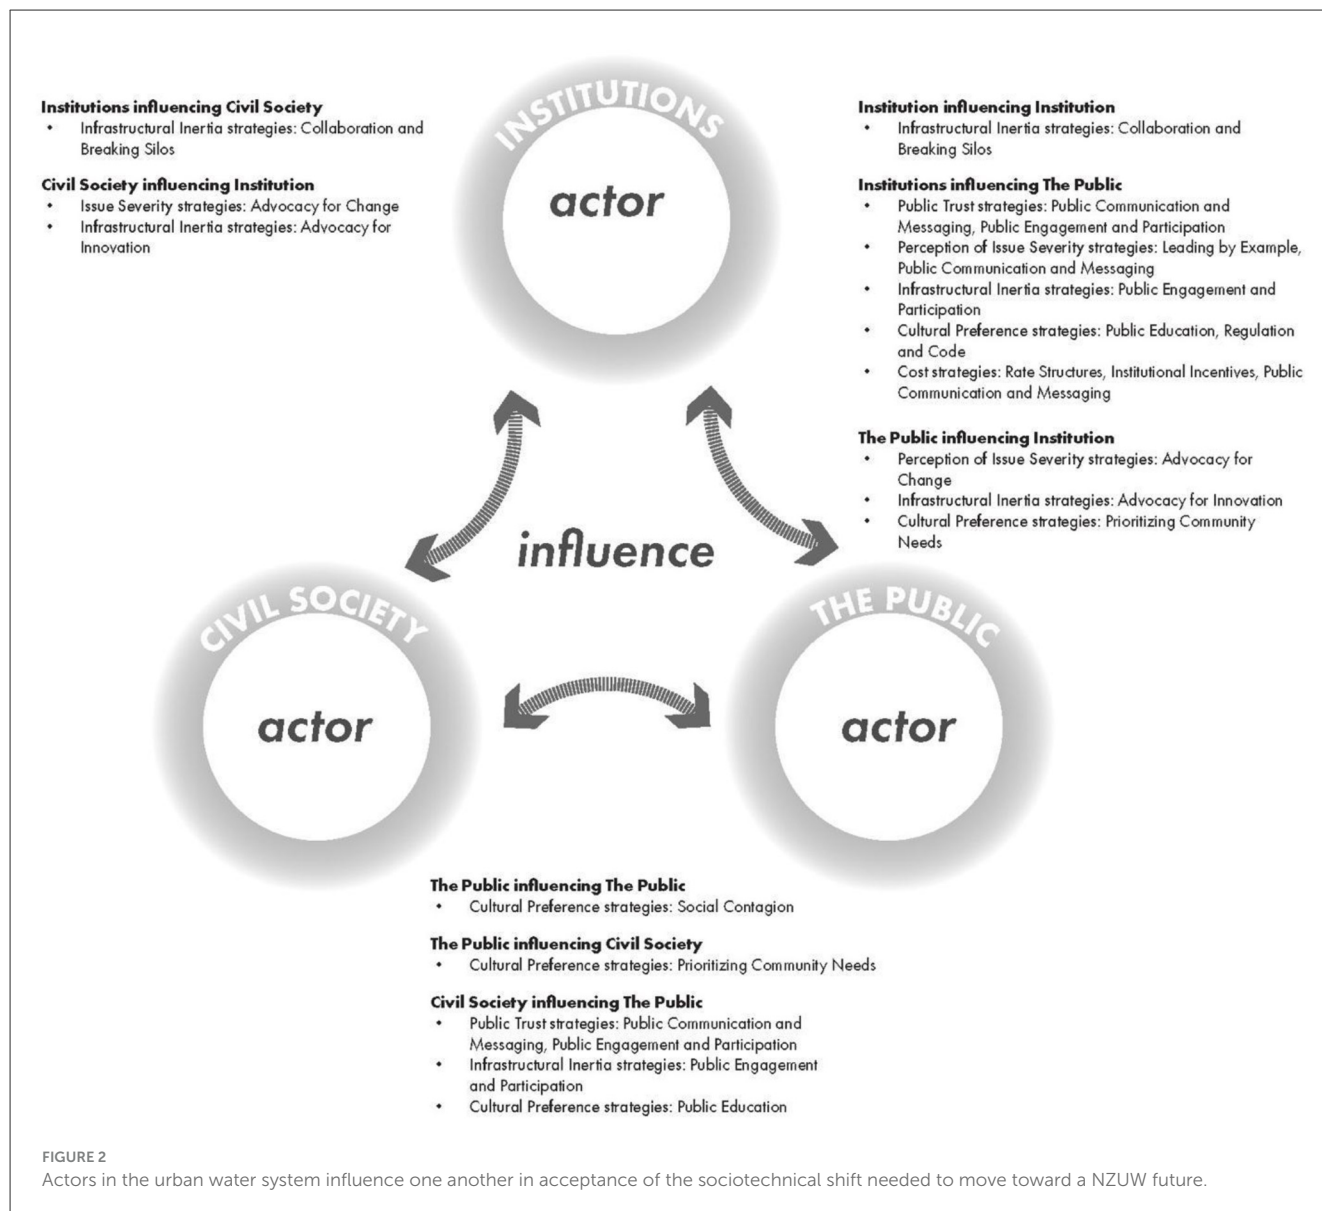 INSTITUTIONS
actor
Institutions influencing Civil Society
• Infrastructural Inertia strategies: Collaboration and
Breaking Silos
Civil Society influencing Institution
• Issue Severity strategies: Advocacy for Change
• Infrastructural Inertia strategies: Advocacy for
Innovation
Institution influencing Institution
• Infrastructural Inertia strategies: Collaboration and
Breaking Silos
Institutions influencing The Public
• Public Trust strategies: Public Communication and
Messaging, Public Engagement and Participation
• Perception of Issue Severity strategies: Leading by Example,
Public Communication and Messaging
• Infrastructural Inertia strategies: Public Engagement and
Participation
• Cultural Preference strategies: Public Education, Regulation
and Code
• Cost strategies: Rate Structures, Institutional Incentives, Public
Communication and Messaging
The Public influencing Institution
• Perception of Issue Severity strategies: Advocacy for
Change
• Infrastructural Inertia strategies: Advocacy for Innovation
• Cultural Preference strategies: Prioritizing Community
Needs
influence
CIVIL SOCIETY
actor
THE PUBLIC
actor
The Public influencing The Public
• Cultural Preference strategies: Social Contagion
The Public influencing Civil Society
• Cultural Preference strategies: Prioritizing Community Needs
Civil Society influencing The Public
• Public Trust strategies: Public Communication and
Messaging, Public Engagement and Participation
• Infrastructural Inertia strategies: Public Engagement
and Participation
• Cultural Preference strategies: Public Education
FIGURE 2
Actors in the urban water system influence one another in acceptance of the sociotechnical shift needed to move toward a NZUW future.